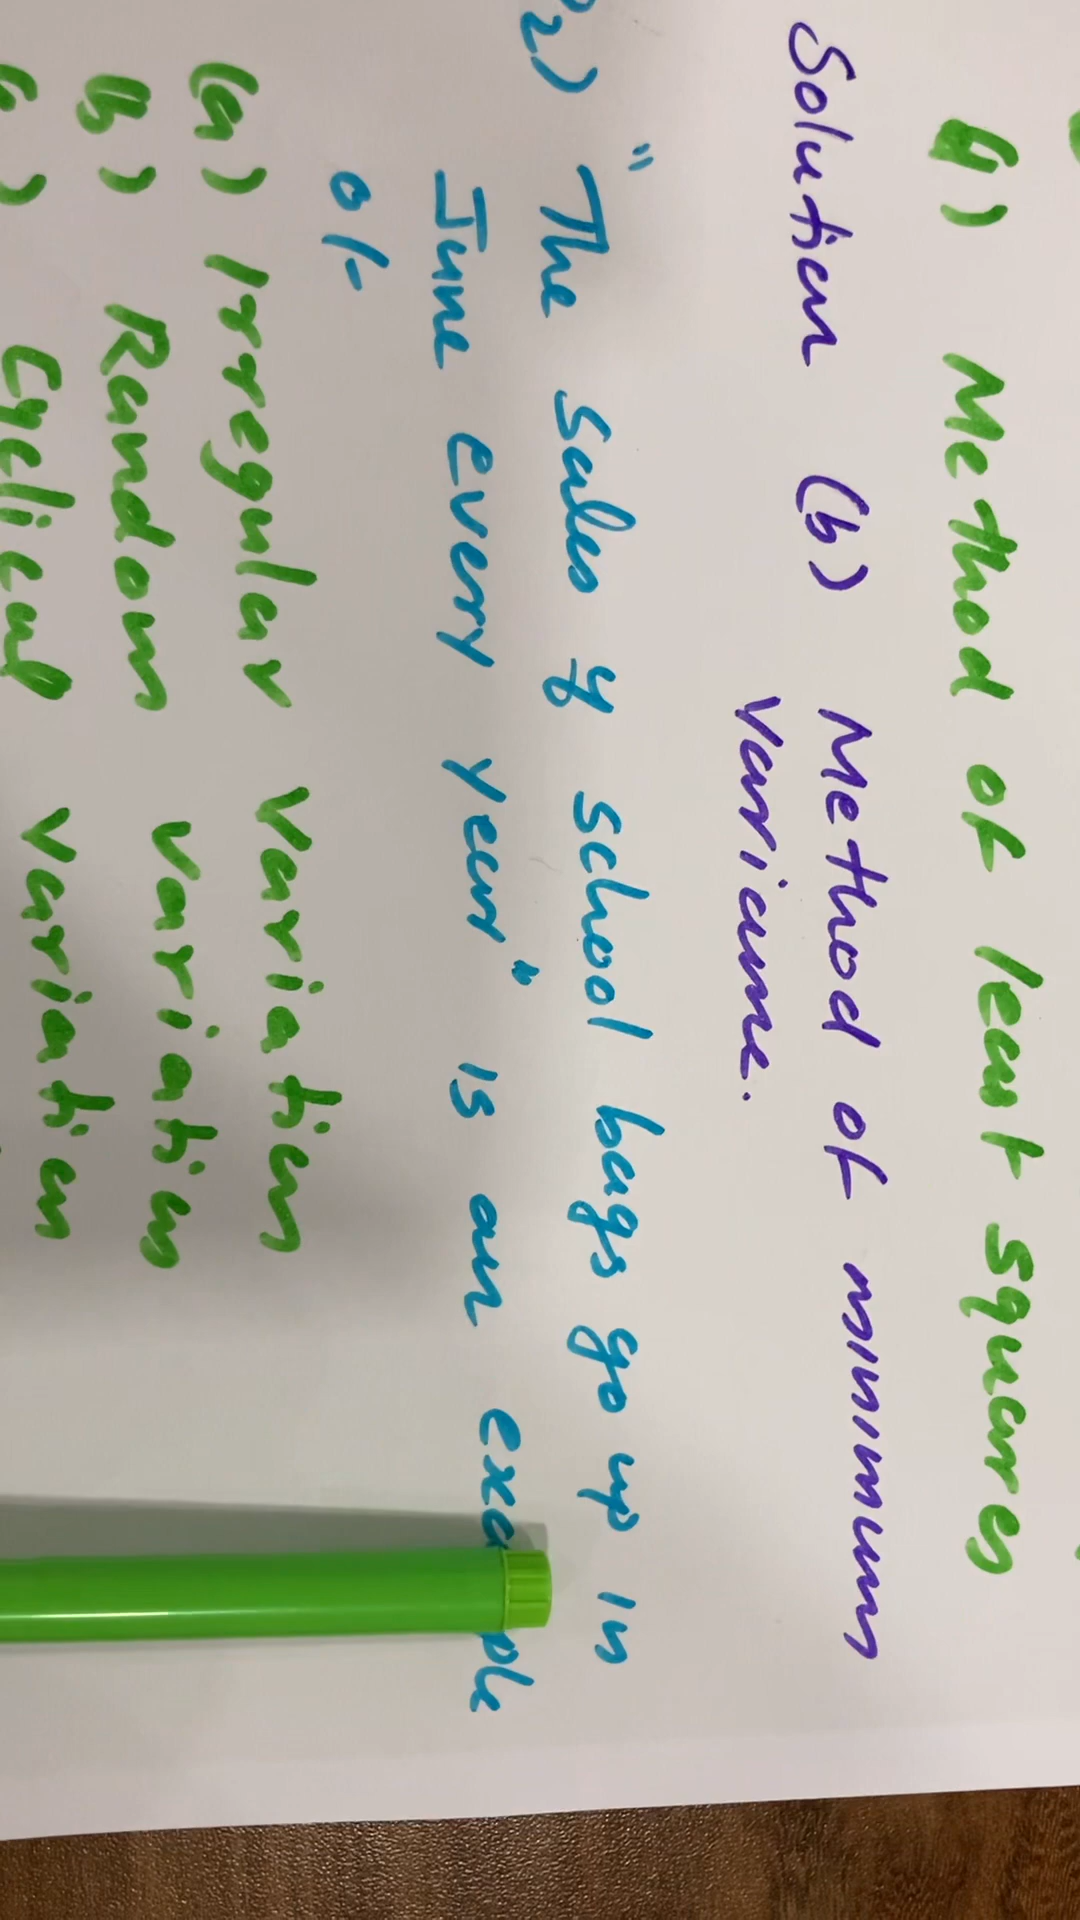 d) Method of least squares
Solution (b) Method of minimum
variance.
2) "The sales of school bags go up in
June every year" is an example
of-
(a) Irregular variation
b) Random variation
) Cyclical variation